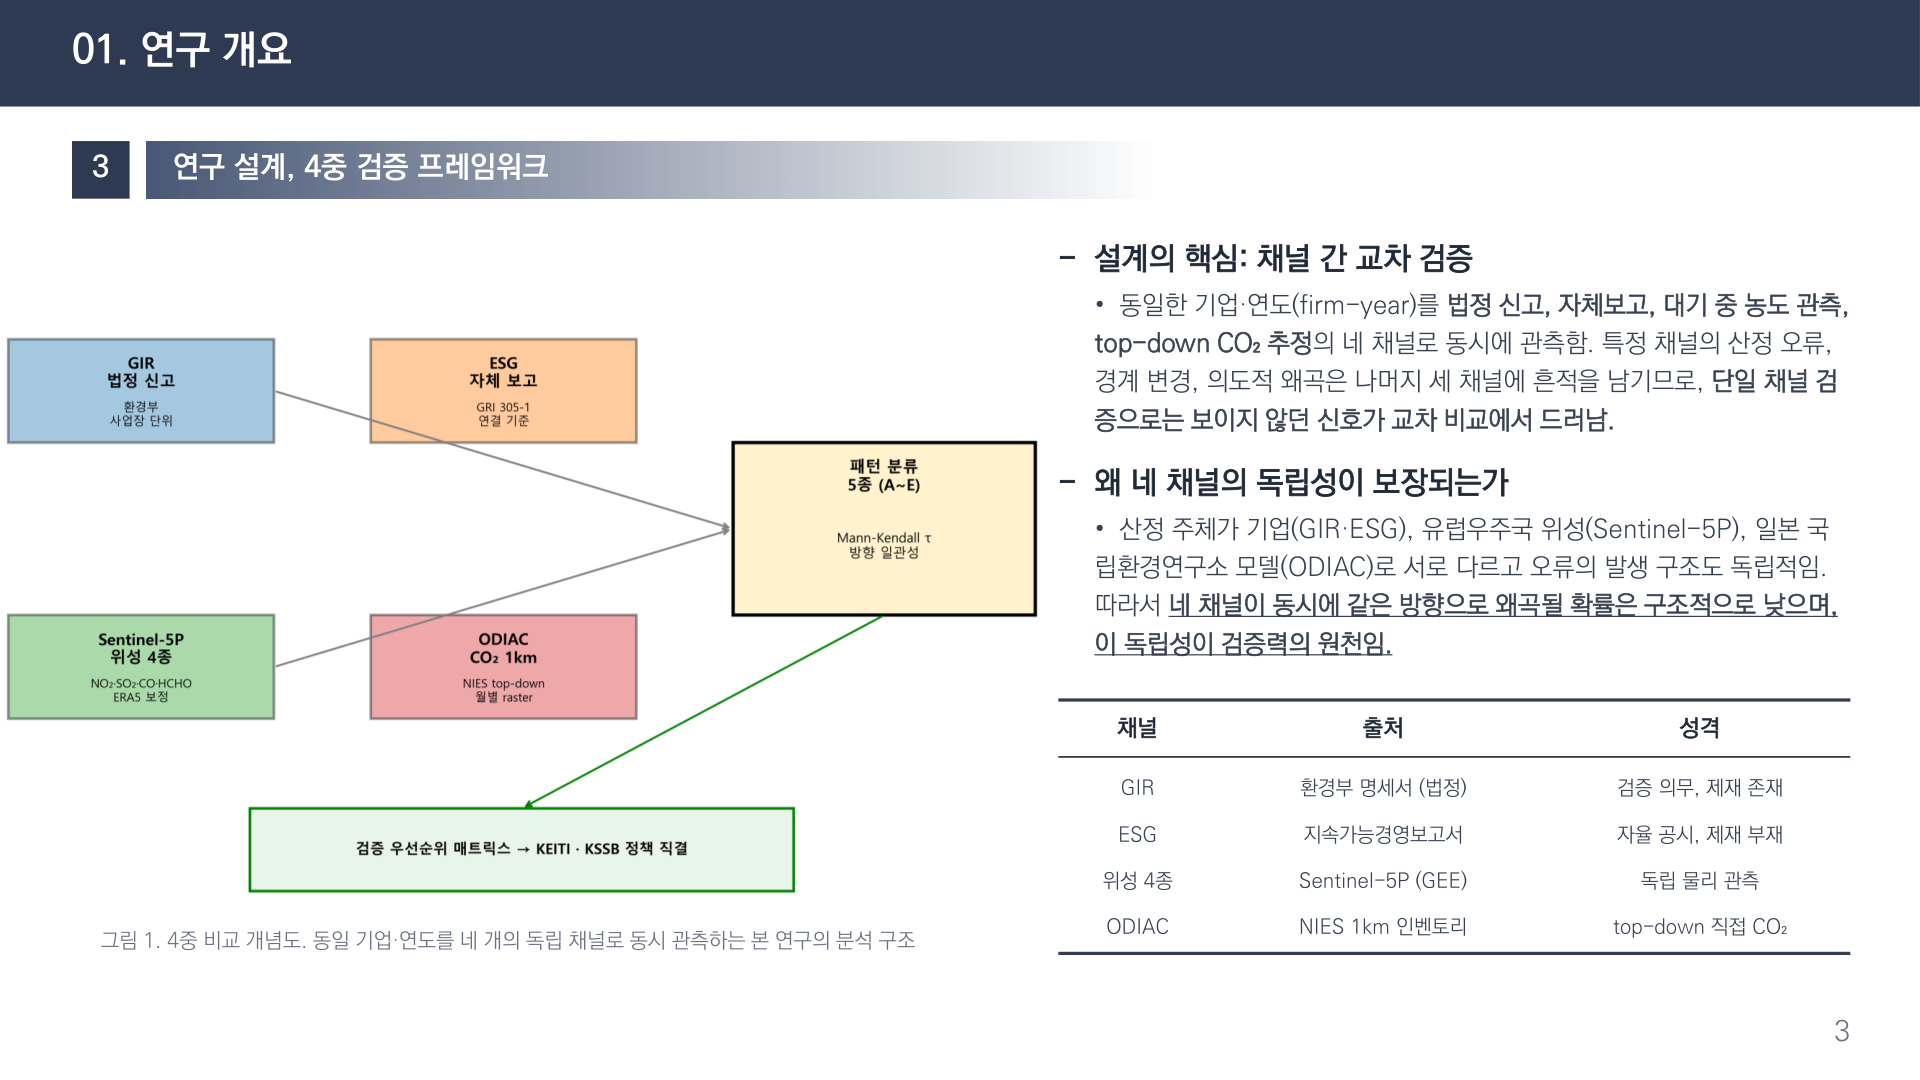 01. 연구 개요
3
연구 설계, 4중 검증 프레임워크
GIR
법정 신고
환경부
사업장 단위
ESG
자체 보고
GRI 305-1
연결 기준
패턴 분류
5종 (A~E)
Mann-Kendall τ
방향 일관성
Sentinel-5P
위성 4종
NO₂·SO₂·CO·HCHO
ERA5 보정
ODIAC
CO₂ 1km
NIES top-down
월별 raster
검증 우선순위 매트릭스 → KEITI · KSSB 정책 직결
그림 1. 4중 비교 개념도. 동일 기업·연도를 네 개의 독립 채널로 동시 관측하는 본 연구의 분석 구조
– 설계의 핵심: 채널 간 교차 검증
• 동일한 기업·연도(firm-year)를 법정 신고, 자체보고, 대기 중 농도 관측,
top-down CO₂ 추정의 네 채널로 동시에 관측함. 특정 채널의 산정 오류,
경계 변경, 의도적 왜곡은 나머지 세 채널에 흔적을 남기므로, 단일 채널 검
증으로는 보이지 않던 신호가 교차 비교에서 드러남.
– 왜 네 채널의 독립성이 보장되는가
• 산정 주체가 기업(GIR·ESG), 유럽우주국 위성(Sentinel-5P), 일본 국
립환경연구소 모델(ODIAC)로 서로 다르고 오류의 발생 구조도 독립적임.
따라서 네 채널이 동시에 같은 방향으로 왜곡될 확률은 구조적으로 낮으며,
이 독립성이 검증력의 원천임.
채널 출처 성격
GIR 환경부 명세서 (법정) 검증 의무, 제재 존재
ESG 지속가능경영보고서 자율 공시, 제재 부재
위성 4종 Sentinel-5P (GEE) 독립 물리 관측
ODIAC NIES 1km 인벤토리 top-down 직접 CO₂
3